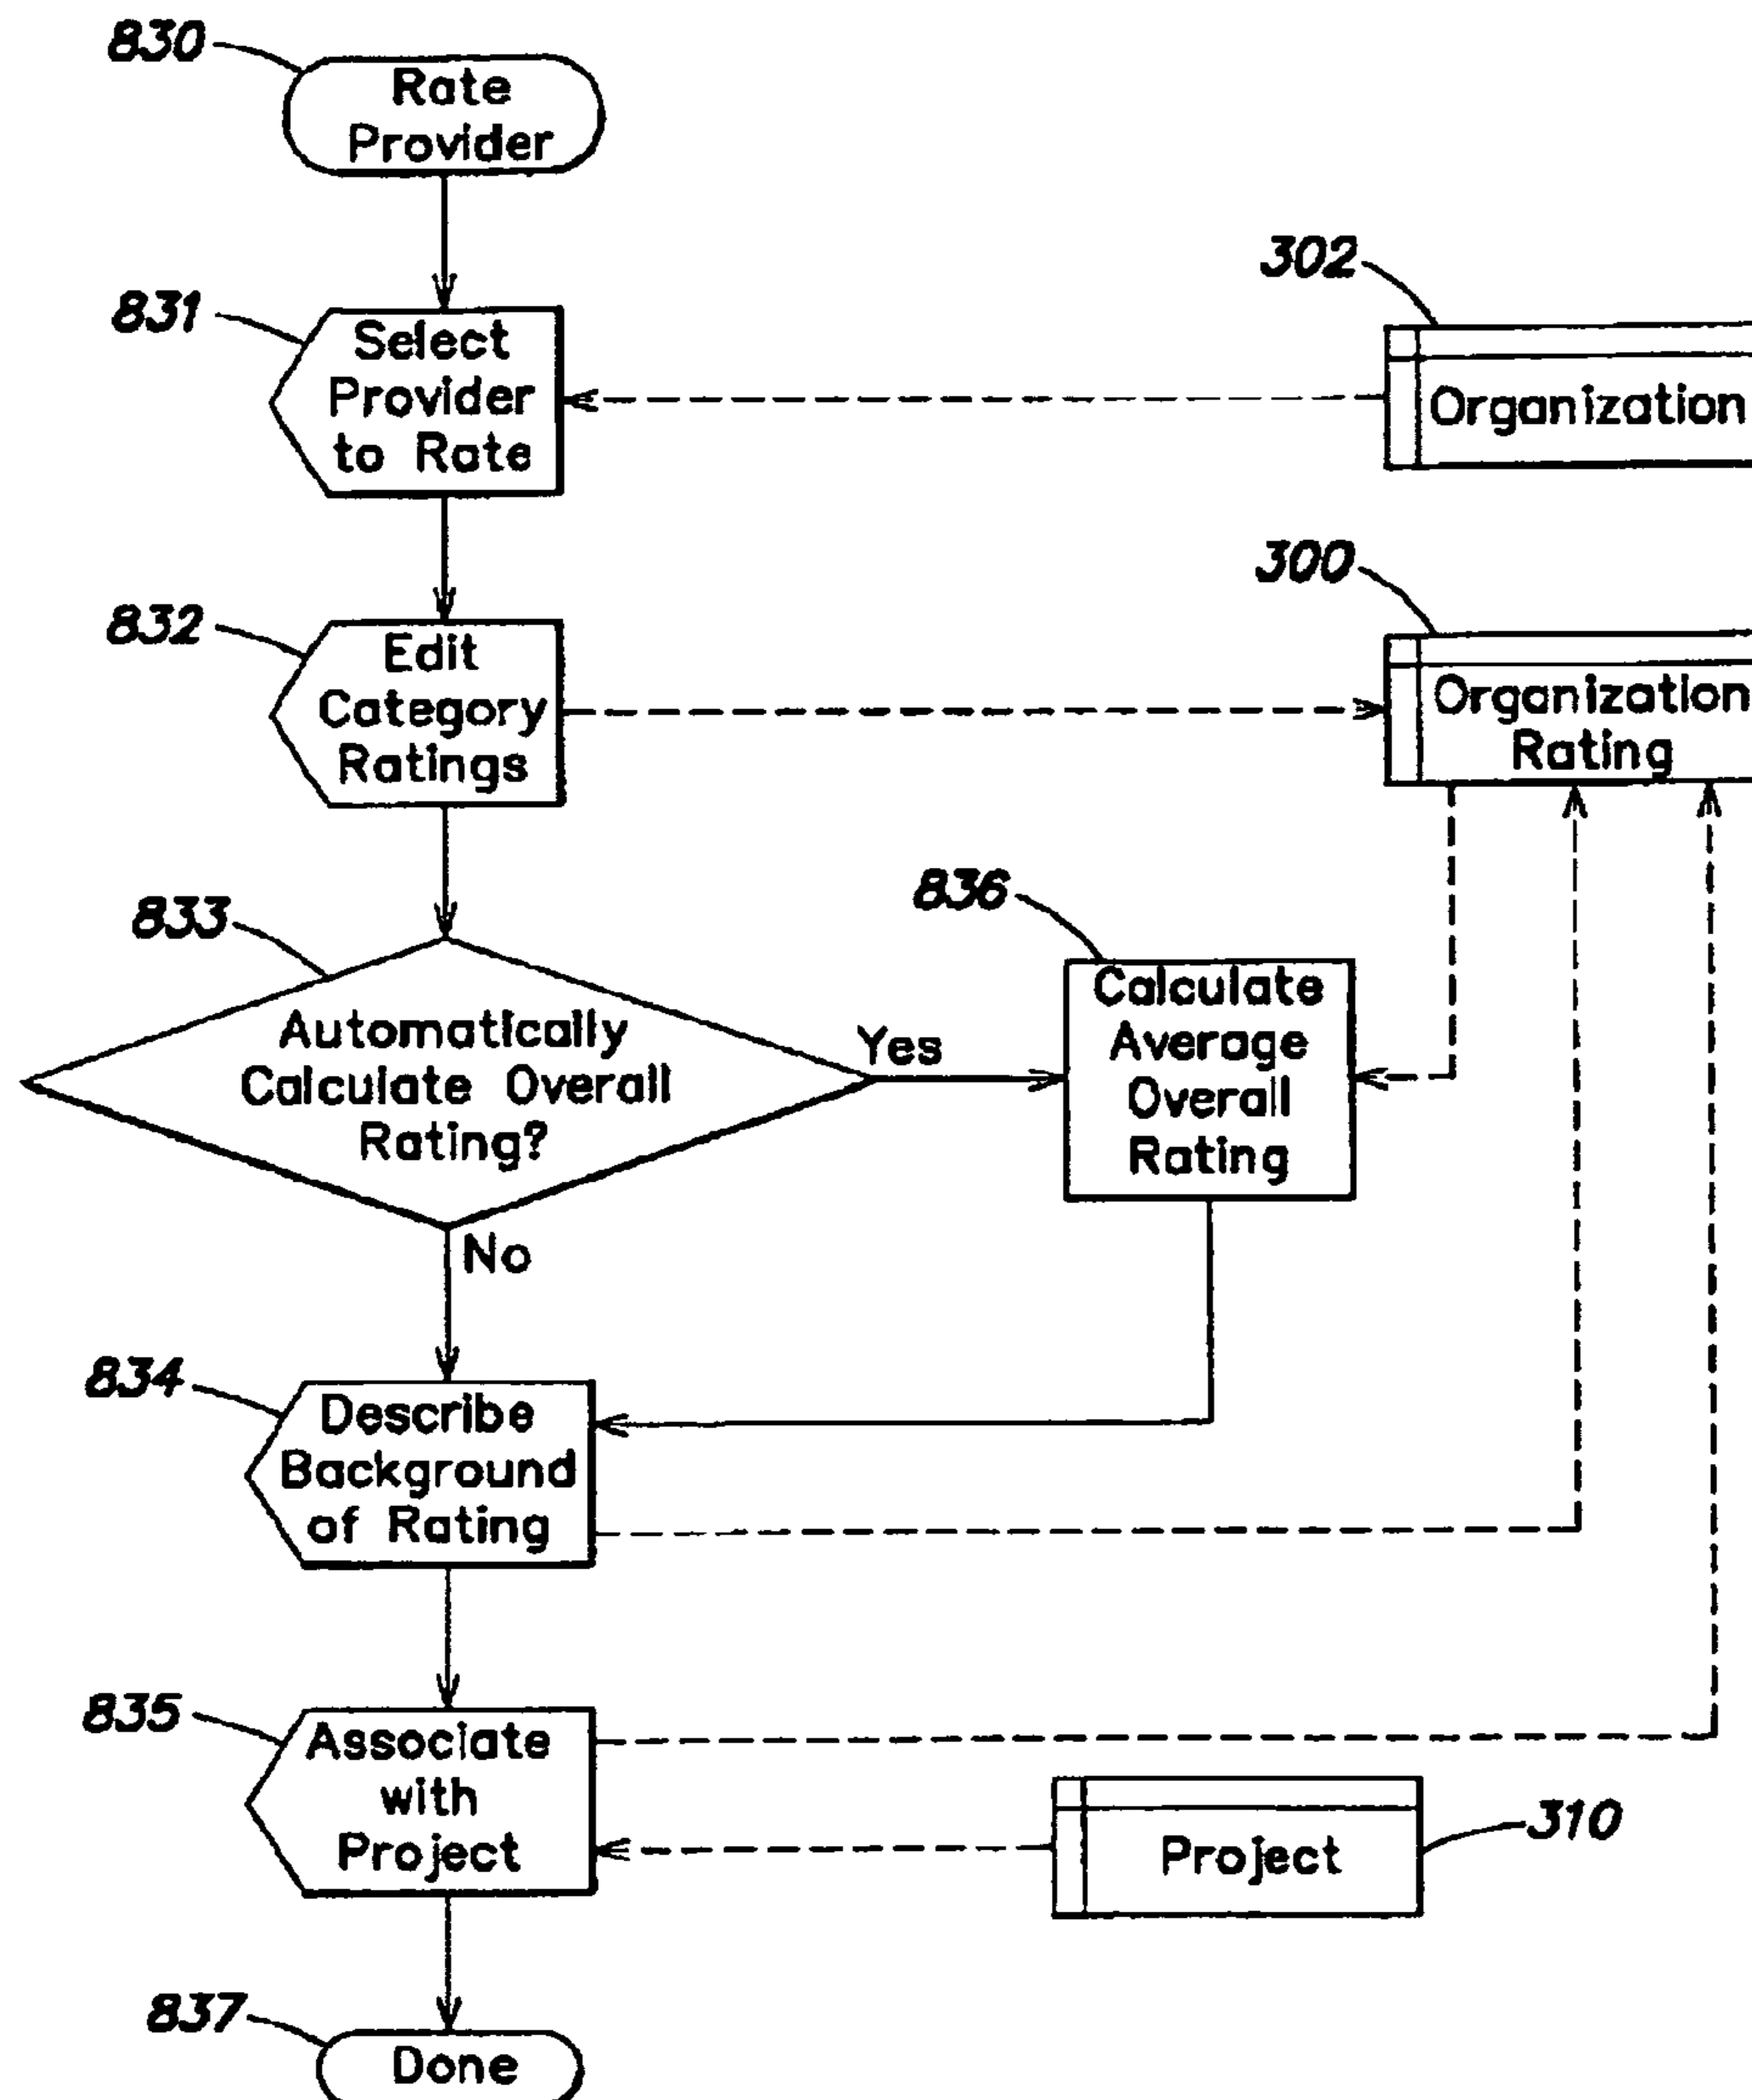 830
Rate
Provider
302
831
Select
Provider
to Rate
Organization
300
832
Edit
Category
Ratings
Organization
Rating
836
833
Automatically
Calculate Overall
Rating?
Yes
Calculate
Average
Overall
Rating
No
834
Describe
Background
of Rating
835
Associate
with
Project
310
Project
837
Done